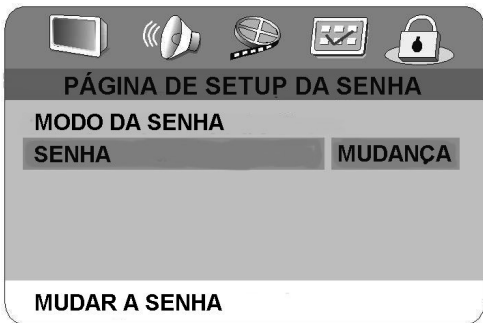 PÁGINA DE SETUP DA SENHA
MODO DA SENHA
SENHA MUDANÇA
MUDAR A SENHA